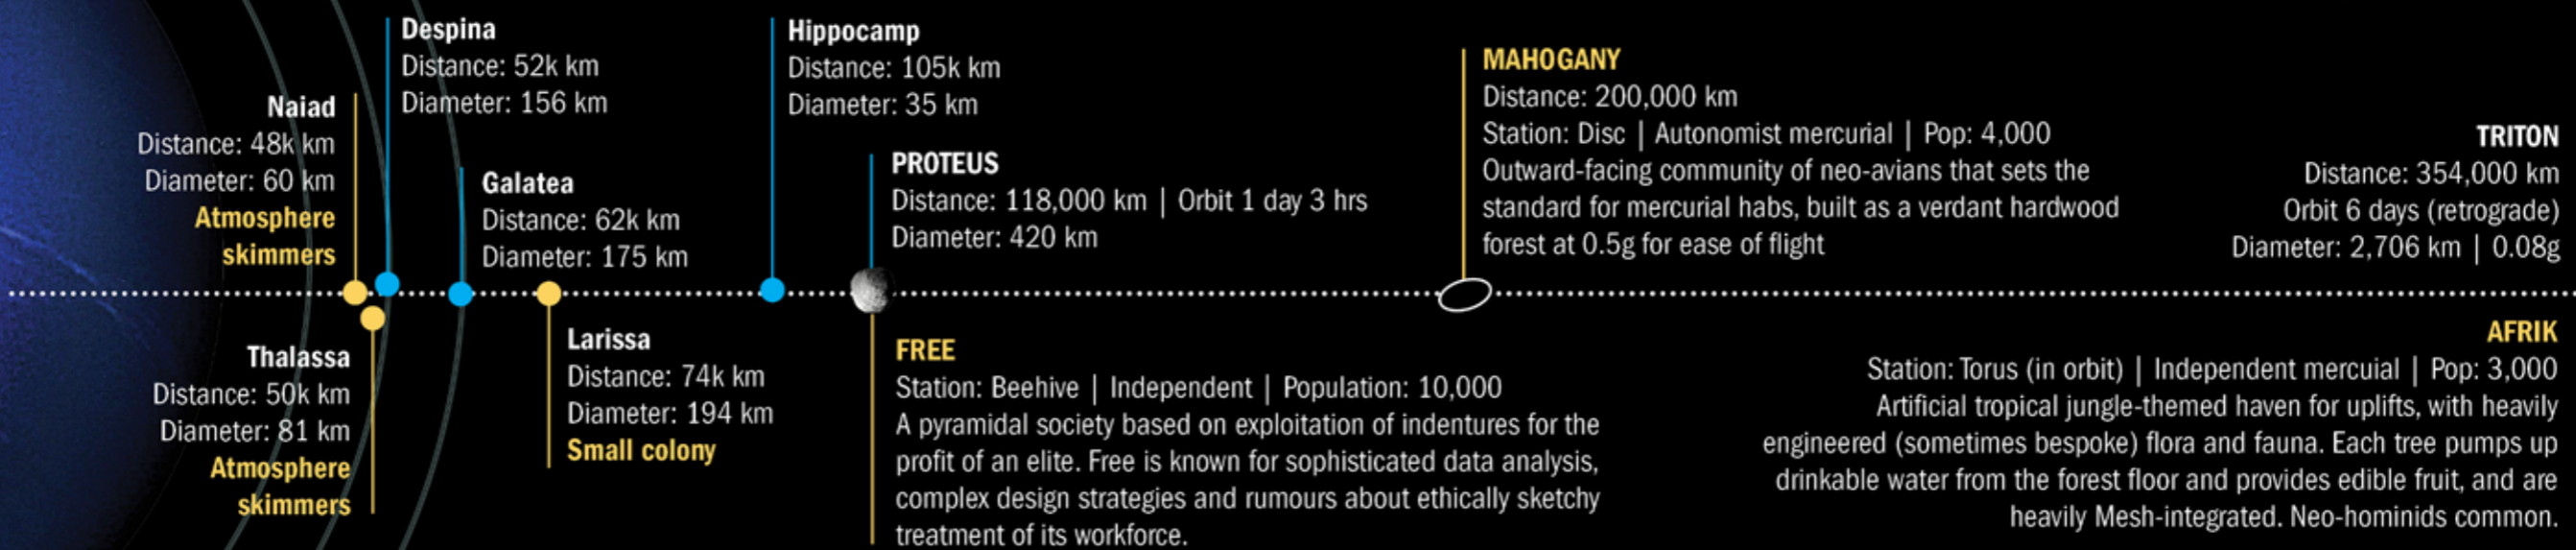 Naiad
Distance: 48k km
Diameter: 60 km
Atmosphere
skimmers
Despina
Distance: 52k km
Diameter: 156 km
Galatea
Distance: 62k km
Diameter: 175 km
Hippocamp
Distance: 105k km
Diameter: 35 km
PROTEUS
Distance: 118,000 km | Orbit 1 day 3 hrs
Diameter: 420 km
MAHOGANY
Distance: 200,000 km
Station: Disc | Autonomist mercurial | Pop: 4,000
Outward-facing community of neo-avians that sets the
standard for mercurial habs, built as a verdant hardwood
forest at 0.5g for ease of flight
TRITON
Distance: 354,000 km
Orbit 6 days (retrograde)
Diameter: 2,706 km | 0.08g
Thalassa
Distance: 50k km
Diameter: 81 km
Atmosphere
skimmers
Larissa
Distance: 74k km
Diameter: 194 km
Small colony
FREE
Station: Beehive | Independent | Population: 10,000
A pyramidal society based on exploitation of indentures for the
profit of an elite. Free is known for sophisticated data analysis,
complex design strategies and rumours about ethically sketchy
treatment of its workforce.
AFRIK
Station: Torus (in orbit) | Independent mercuial | Pop: 3,000
Artificial tropical jungle-themed haven for uplifts, with heavily
engineered (sometimes bespoke) flora and fauna. Each tree pumps up
drinkable water from the forest floor and provides edible fruit, and are
heavily Mesh-integrated. Neo-hominids common.